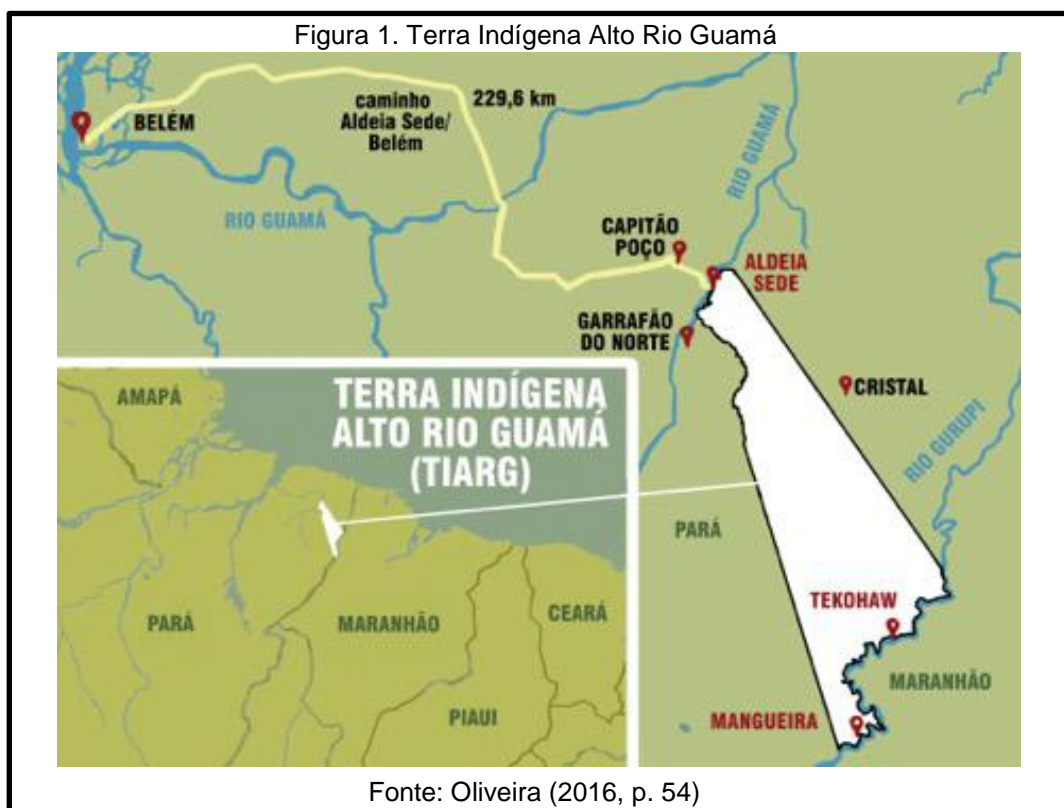 Figura 1. Terra Indígena Alto Rio Guamá
BELÉM
caminho
Aldeia Sede/
Belém
229,6 km
RIO GUAMÁ
RIO GUAMÁ
CAPITÃO
POÇO
ALDEIA
SEDE
GARRAFÃO
DO NORTE
CRISTAL
RIO GURUPI
PARÁ
TEKOHAW
MARANHÃO
MANGUEIRA
TERRA INDÍGENA
ALTO RIO GUAMÁ
(TIARG)
AMAPÁ
PARÁ
MARANHÃO
CEARÁ
PIAUI
Fonte: Oliveira (2016, p. 54)